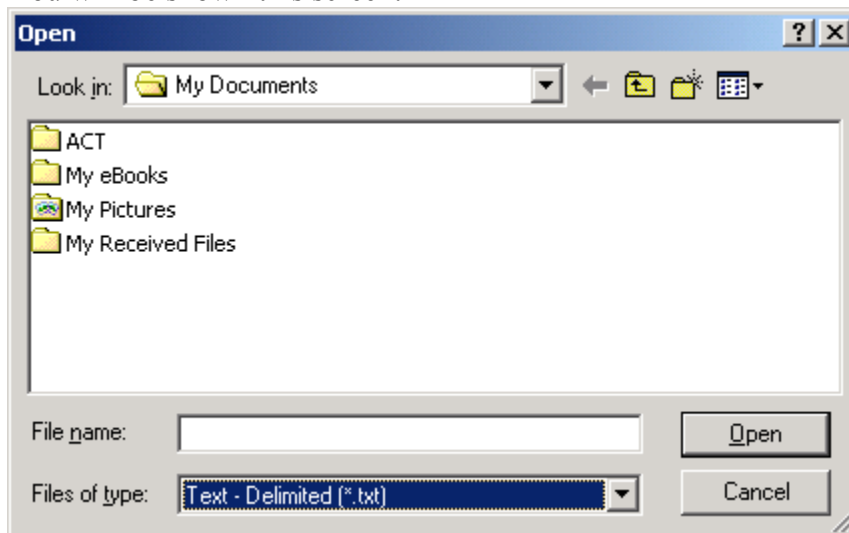 Open
Look in: My Documents
ACT
My eBooks
My Pictures
My Received Files
File name:
Open
Files of type: Text - Delimited (*.txt)
Cancel